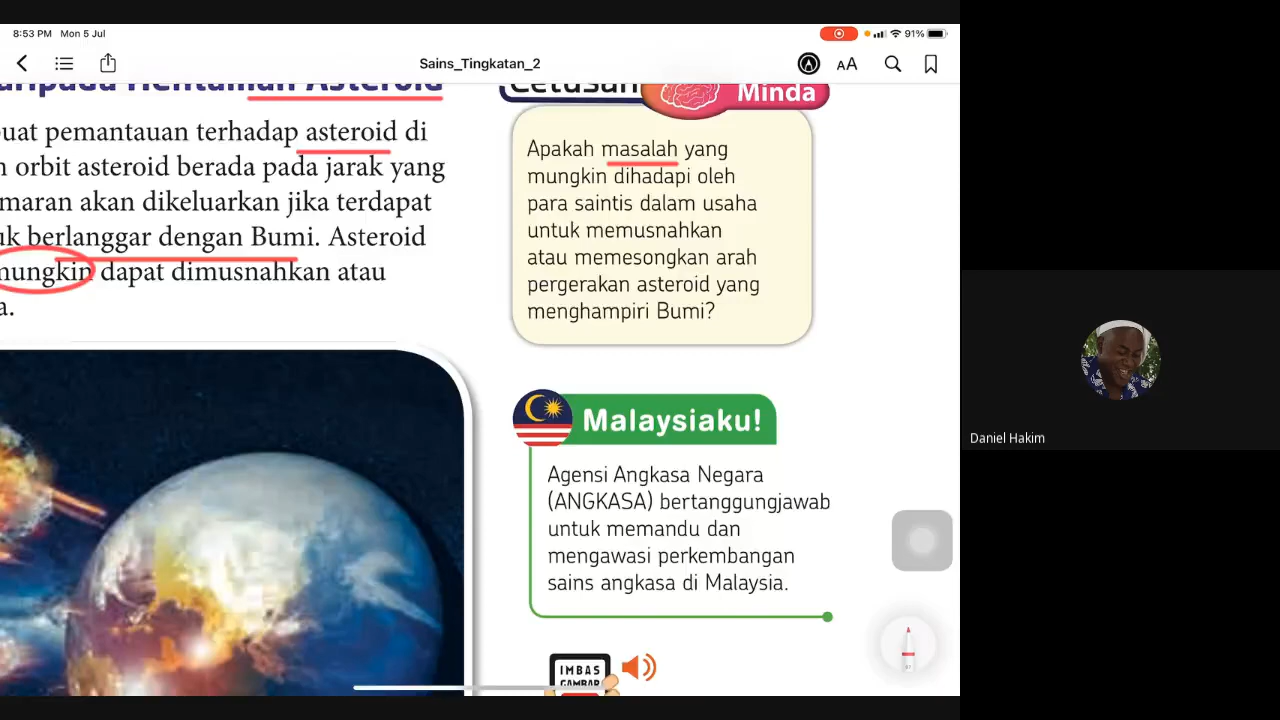 8:53 PM Mon 5 Jul
91%
Sains_Tingkatan_2
AA
Asteroid
uat pemantauan terhadap asteroid di
n orbit asteroid berada pada jarak yang
maran akan dikeluarkan jika terdapat
uk berlanggar dengan Bumi. Asteroid
mungkin dapat dimusnahkan atau
a.
Cetusan Minda
Apakah masalah yang
mungkin dihadapi oleh
para saintis dalam usaha
untuk memusnahkan
atau memesongkan arah
pergerakan asteroid yang
menghampiri Bumi?
Malaysiaku!
Agensi Angkasa Negara
(ANGKASA) bertanggungjawab
untuk memandu dan
mengawasi perkembangan
sains angkasa di Malaysia.
IMBAS
GAMBAR
Daniel Hakim